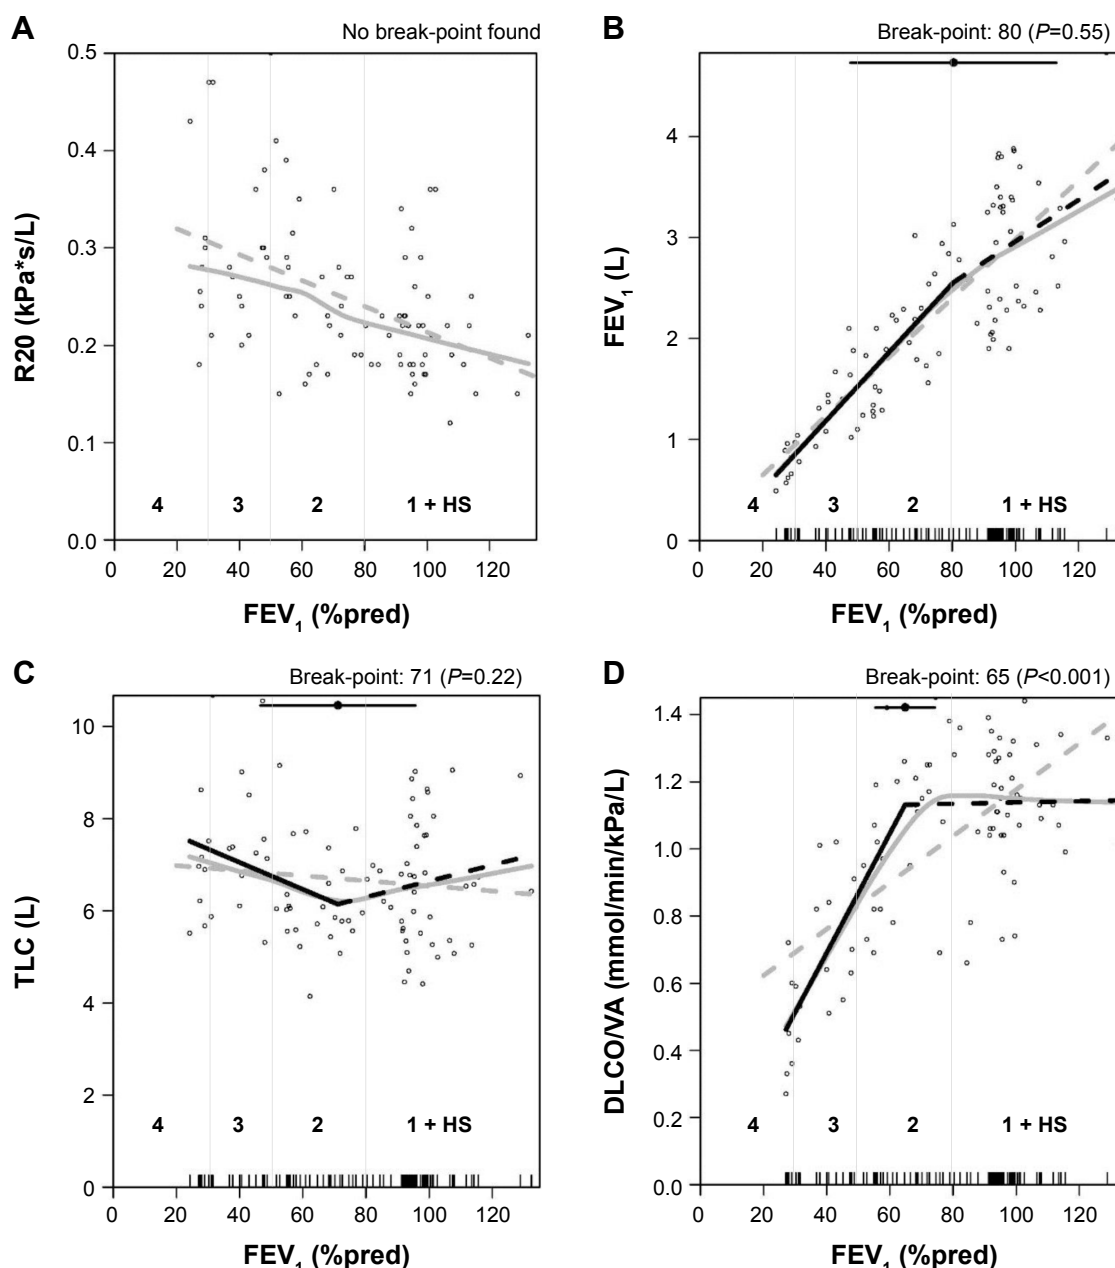 A
No break-point found
R20 (kPa*s/L)
0.5
0.4
0.3
0.2
0.1
0.0
4 3 2 1 + HS
0 20 40 60 80 100 120
FEV1 (%pred)
B
Break-point: 80 (P=0.55)
FEV1 (L)
4
3
2
1
0
4 3 2 1 + HS
0 20 40 60 80 100 120
FEV1 (%pred)
C
Break-point: 71 (P=0.22)
TLC (L)
10
8
6
4
2
0
4 3 2 1 + HS
0 20 40 60 80 100 120
FEV1 (%pred)
D
Break-point: 65 (P<0.001)
DLCO/VA (mmol/min/kPa/L)
1.4
1.2
1.0
0.8
0.6
0.4
0.2
0.0
4 3 2 1 + HS
0 20 40 60 80 100 120
FEV1 (%pred)